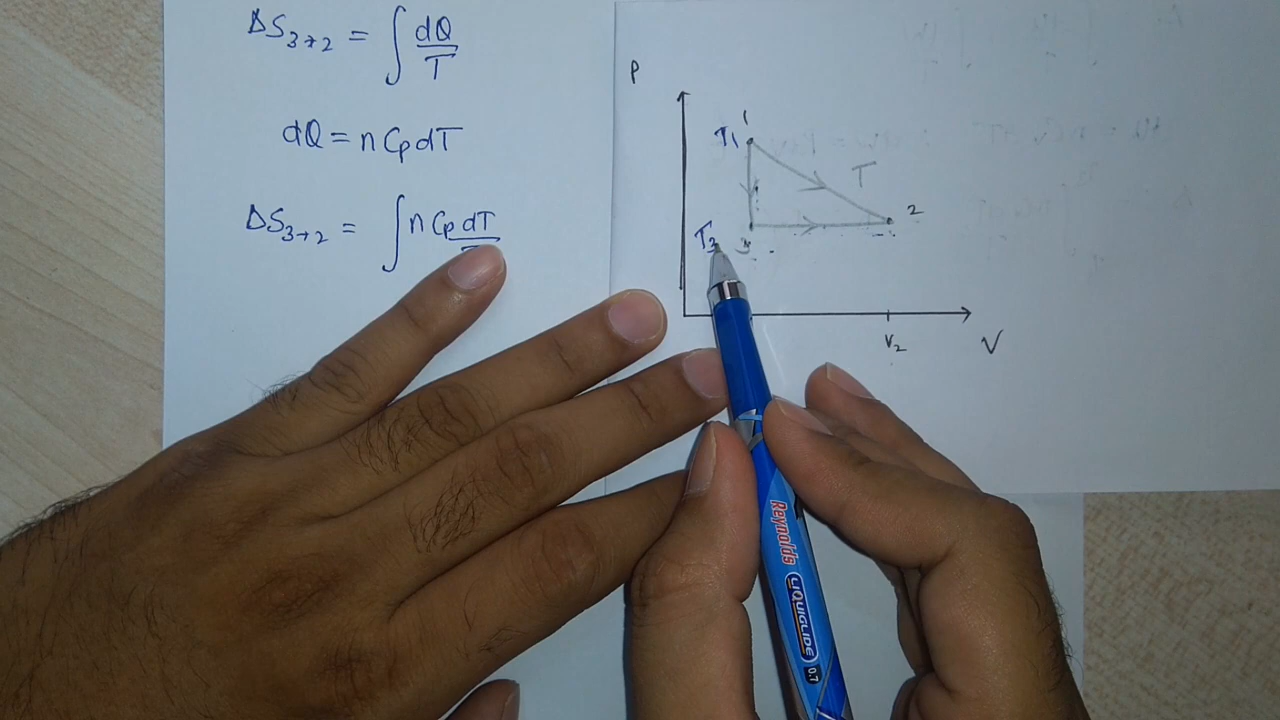 ΔS₃→₂ = ∫ dQ/T
dQ = n Cp dT
ΔS₃→₂ = ∫ n Cp dT
P
1
T₁
T
2
T₃
3
V₂
V
Reynolds LIQUIGLIDE 0.7